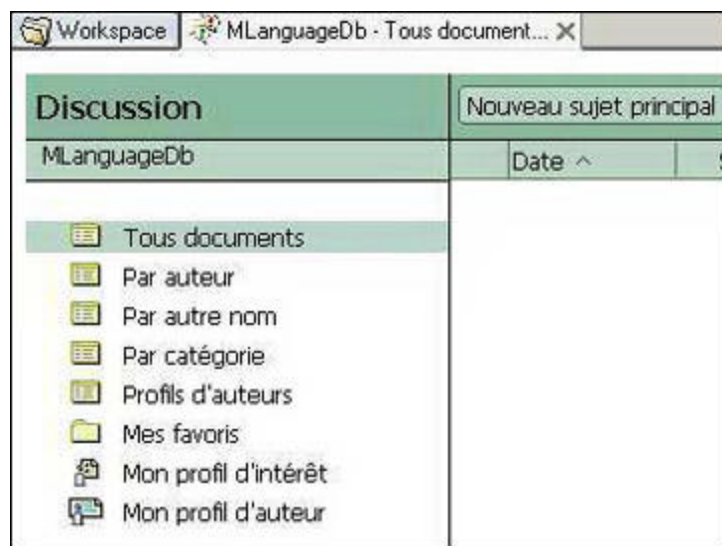 Workspace MLanguageDb - Tous document...
Discussion
Nouveau sujet principal
MLanguageDb
Date
Tous documents
Par auteur
Par autre nom
Par catégorie
Profils d'auteurs
Mes favoris
Mon profil d'intérêt
Mon profil d'auteur